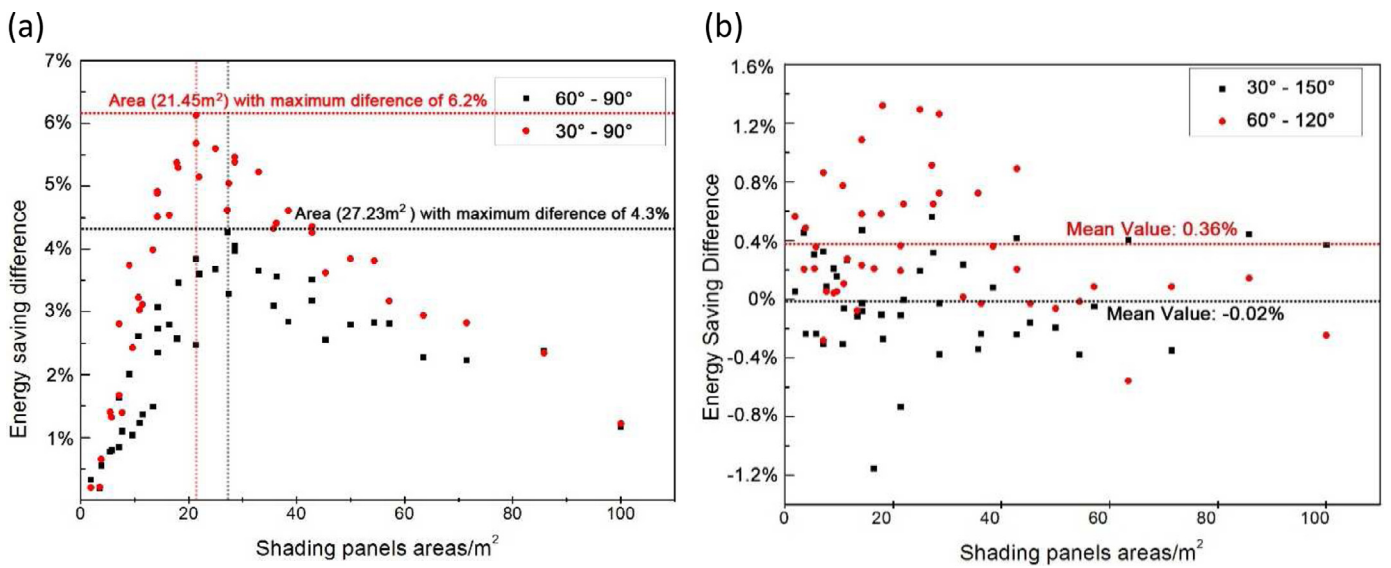 (a)
7%
6%
5%
4%
3%
2%
1%
0
20
40
60
80
100
Energy saving difference
Shading panels areas/m²
Area (21.45m²) with maximum diference of 6.2%
60° - 90°
30° - 90°
Area (27.23m²) with maximum diference of 4.3%
(b)
1.6%
1.2%
0.8%
0.4%
0%
-0.4%
-0.8%
-1.2%
0
20
40
60
80
100
Energy Saving Difference
Shading panels areas/m²
30° - 150°
60° - 120°
Mean Value: 0.36%
Mean Value: -0.02%